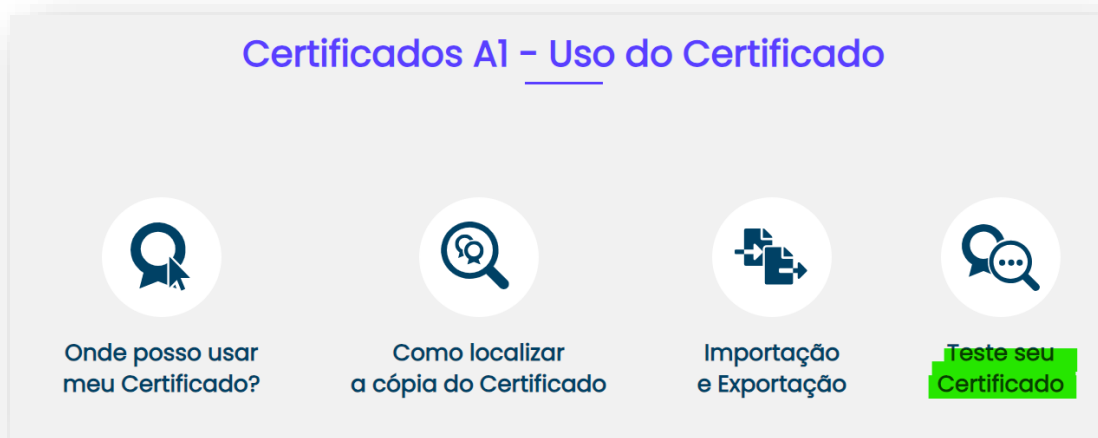 Certificados A1 - Uso do Certificado
Onde posso usar
meu Certificado?
Como localizar
a cópia do Certificado
Importação
e Exportação
Teste seu
Certificado